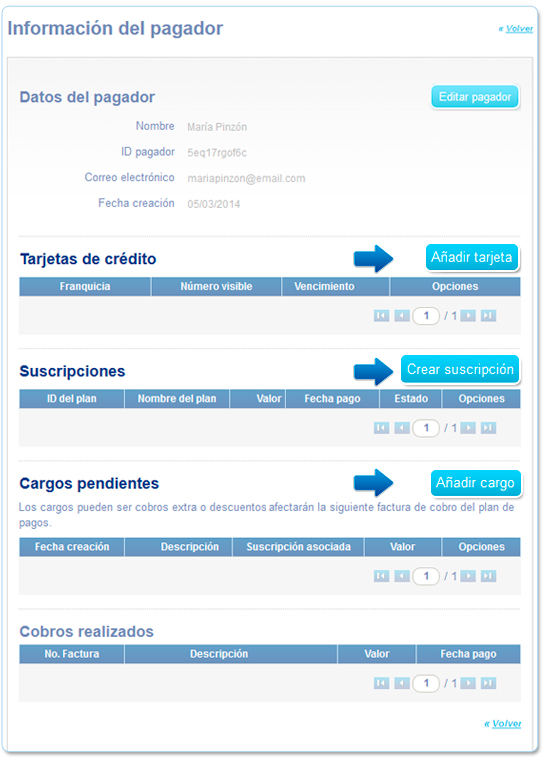 Información del pagador
« Volver
Datos del pagador
Editar pagador
Nombre María Pinzón
ID pagador 5eq17rgof6c
Correo electrónico mariapinzon@email.com
Fecha creación 05/03/2014
Tarjetas de crédito
Añadir tarjeta
Franquicia Número visible Vencimiento Opciones
1 / 1
Suscripciones
Crear suscripción
ID del plan Nombre del plan Valor Fecha pago Estado Opciones
1 / 1
Cargos pendientes
Añadir cargo
Los cargos pueden ser cobros extra o descuentos afectarán la siguiente factura de cobro del plan de
pagos.
Fecha creación Descripción Suscripción asociada Valor Opciones
1 / 1
Cobros realizados
No. Factura Descripción Valor Fecha pago
1 / 1
« Volver